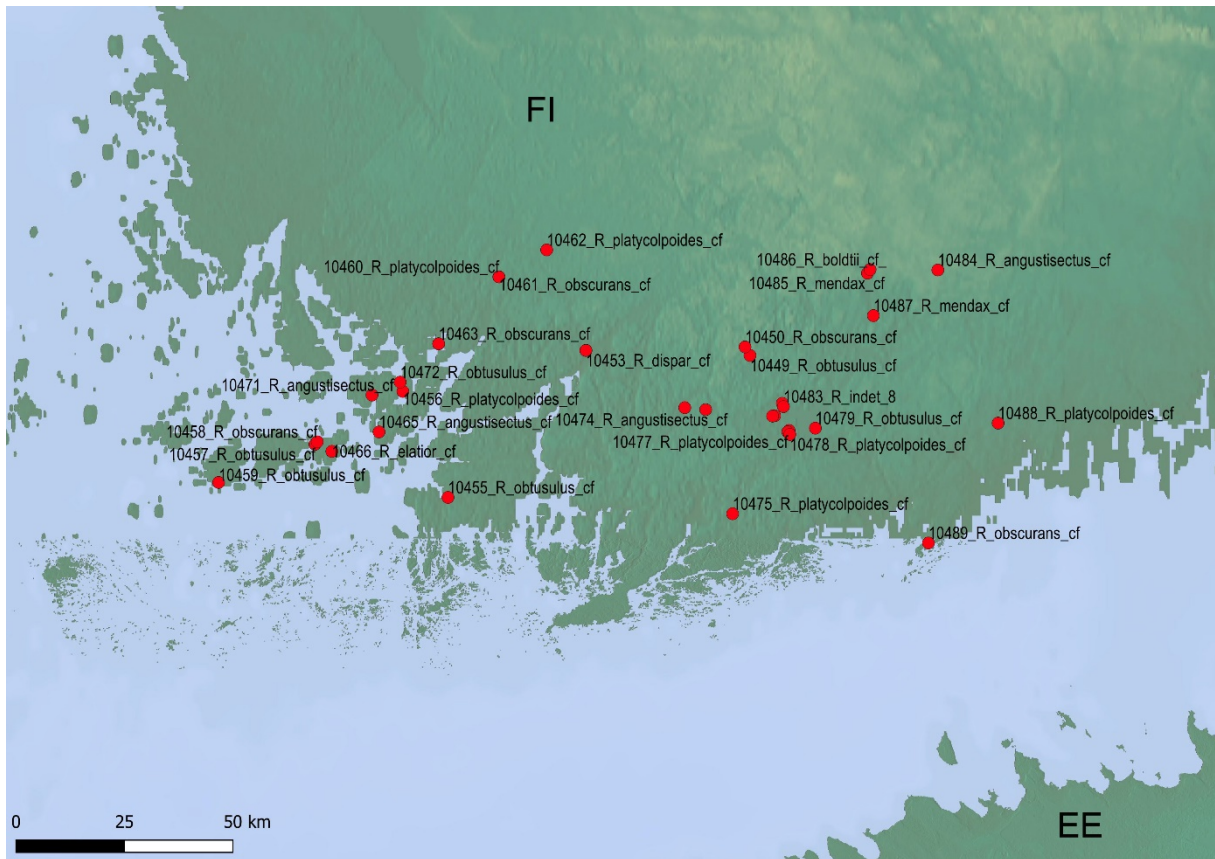 FI
10462_R_platycolpoides_cf
10460_R_platycolpoides_cf
10461_R_obscurans_cf
10486_R_boldtii_cf_
10484_R_angustisectus_cf
10485_R_mendax_cf
10487_R_mendax_cf
10463_R_obscurans_cf
10450_R_obscurans_cf
10453_R_dispar_cf
10449_R_obtusulus_cf
10472_R_obtusulus_cf
10471_R_angustisectus_cf
10456_R_platycolpoides_cf
10483_R_indet_8
10474_R_angustisectus_cf
10465_R_angustisectus_cf
10479_R_obtusulus_cf
10488_R_platycolpoides_cf
10458_R_obscurans_cf
10477_R_platycolpoides_cf
10478_R_platycolpoides_cf
10457_R_obtusulus_cf
10466_R_elatior_cf
10459_R_obtusulus_cf
10455_R_obtusulus_cf
10475_R_platycolpoides_cf
10489_R_obscurans_cf
0 25 50 km
EE